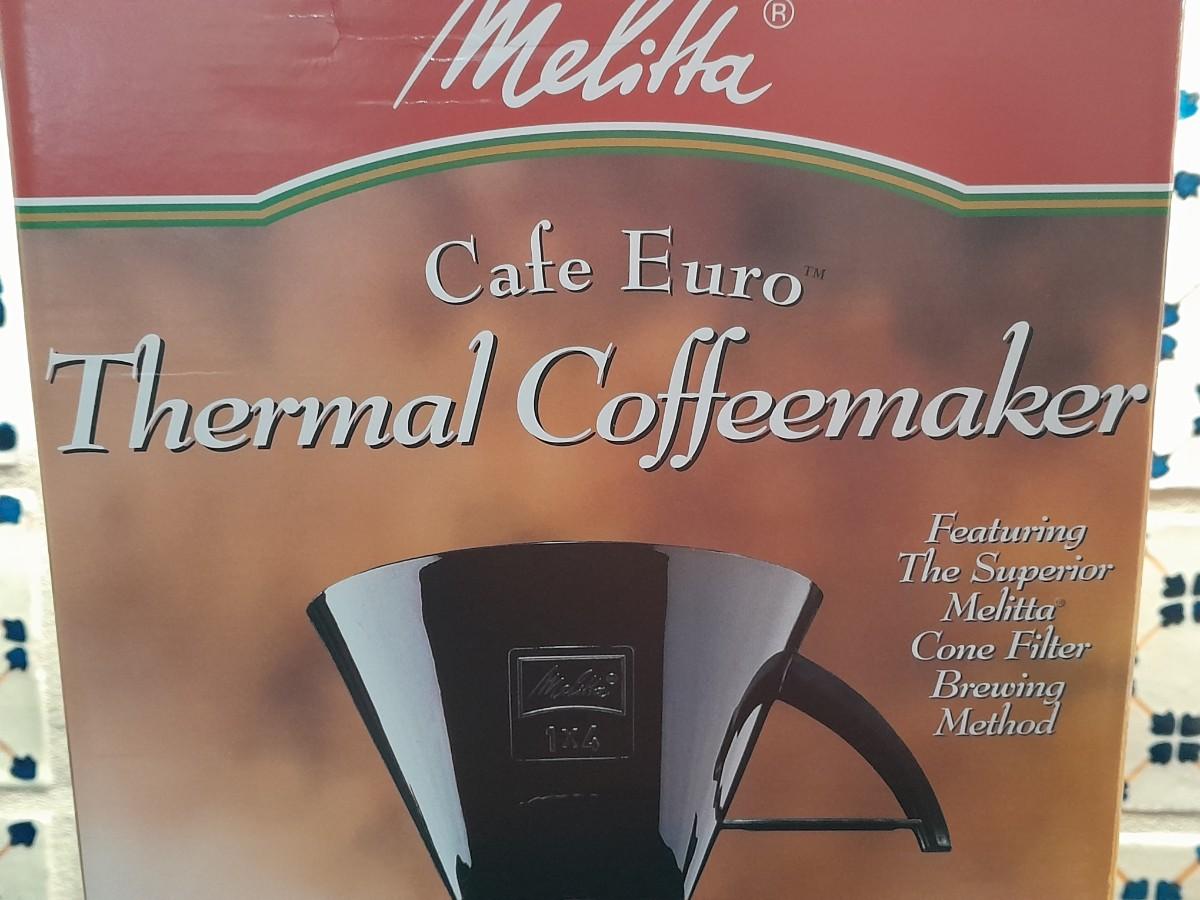 Melitta®
Cafe Euro™
Thermal Coffeemaker
Featuring
The Superior
Melitta®
Cone Filter
Brewing
Method
Melitta®
1x4